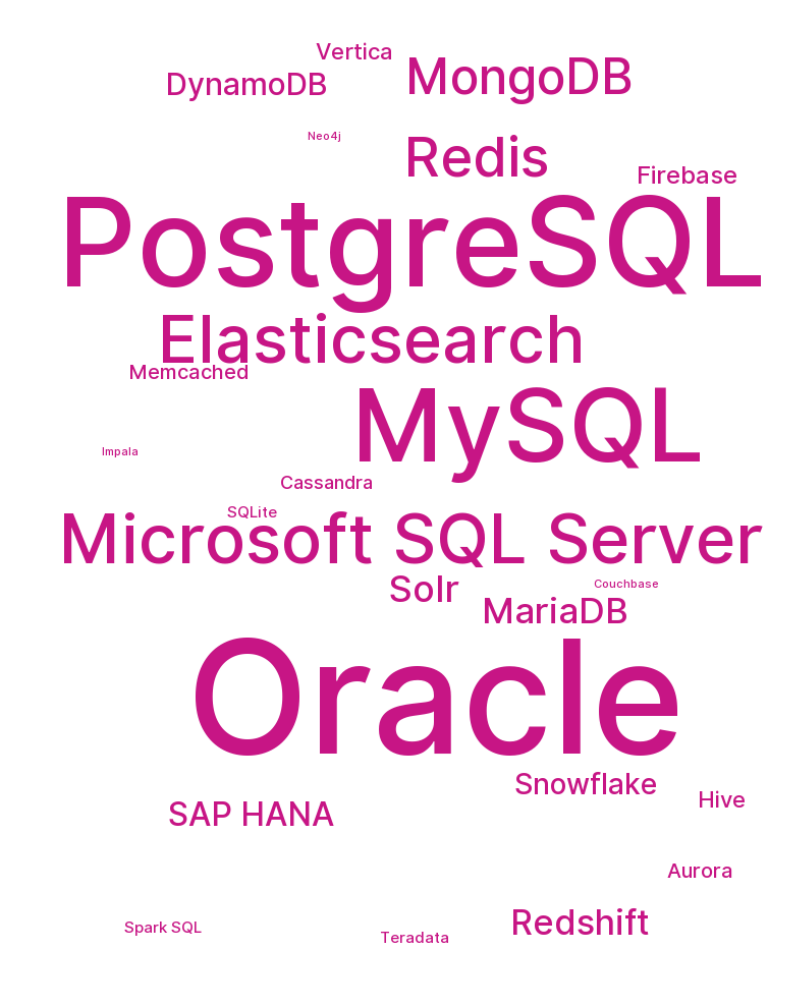 Vertica
DynamoDB
MongoDB
Neo4j
Redis
Firebase
PostgreSQL
Elasticsearch
Memcached
MySQL
Impala
Cassandra
SQLite
Microsoft SQL Server
Solr
Couchbase
MariaDB
Oracle
Snowflake
Hive
SAP HANA
Aurora
Redshift
Spark SQL
Teradata